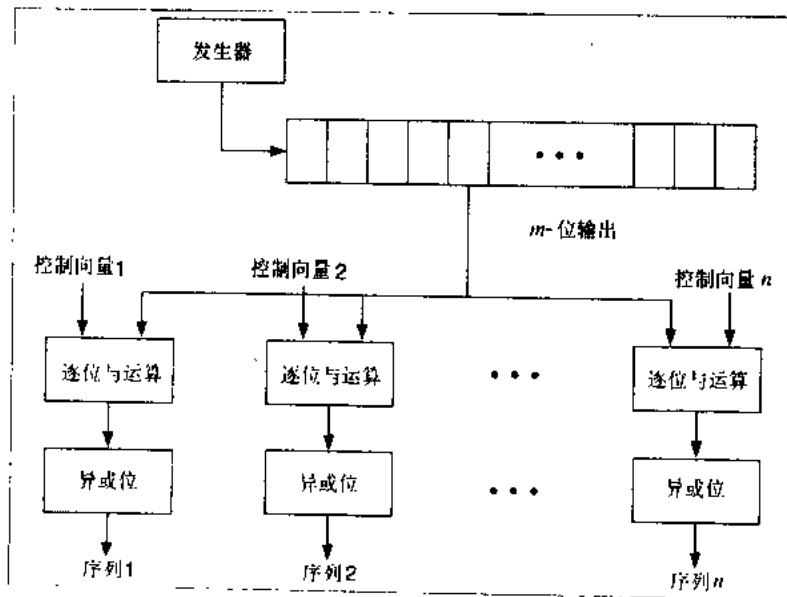 发生器
m-位输出
控制向量1
控制向量2
控制向量n
逐位与运算
逐位与运算
逐位与运算
异或位
异或位
异或位
序列1
序列2
序列n